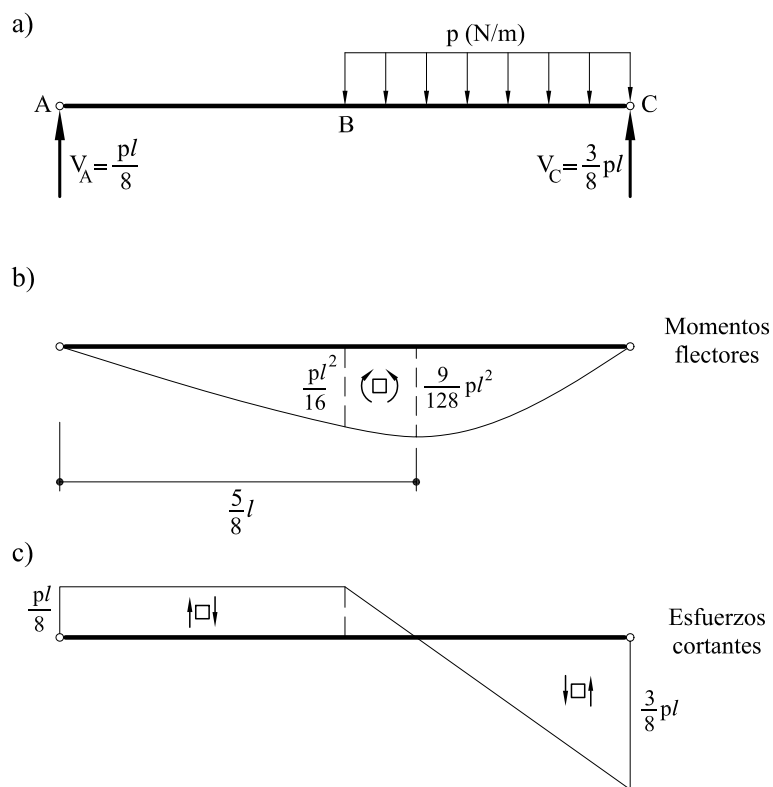 a)
p (N/m)
A
B
C
V_A = pl/8
V_C = 3/8 pl
b)
Momentos
flectores
pl²/16
9/128 pl²
5/8 l
c)
pl/8
Esfuerzos
cortantes
3/8 pl